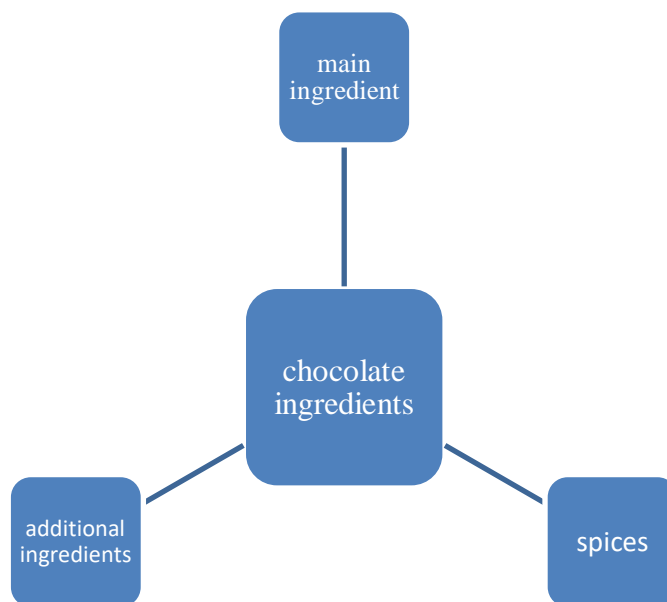 main
ingredient
chocolate
ingredients
additional
ingredients
spices